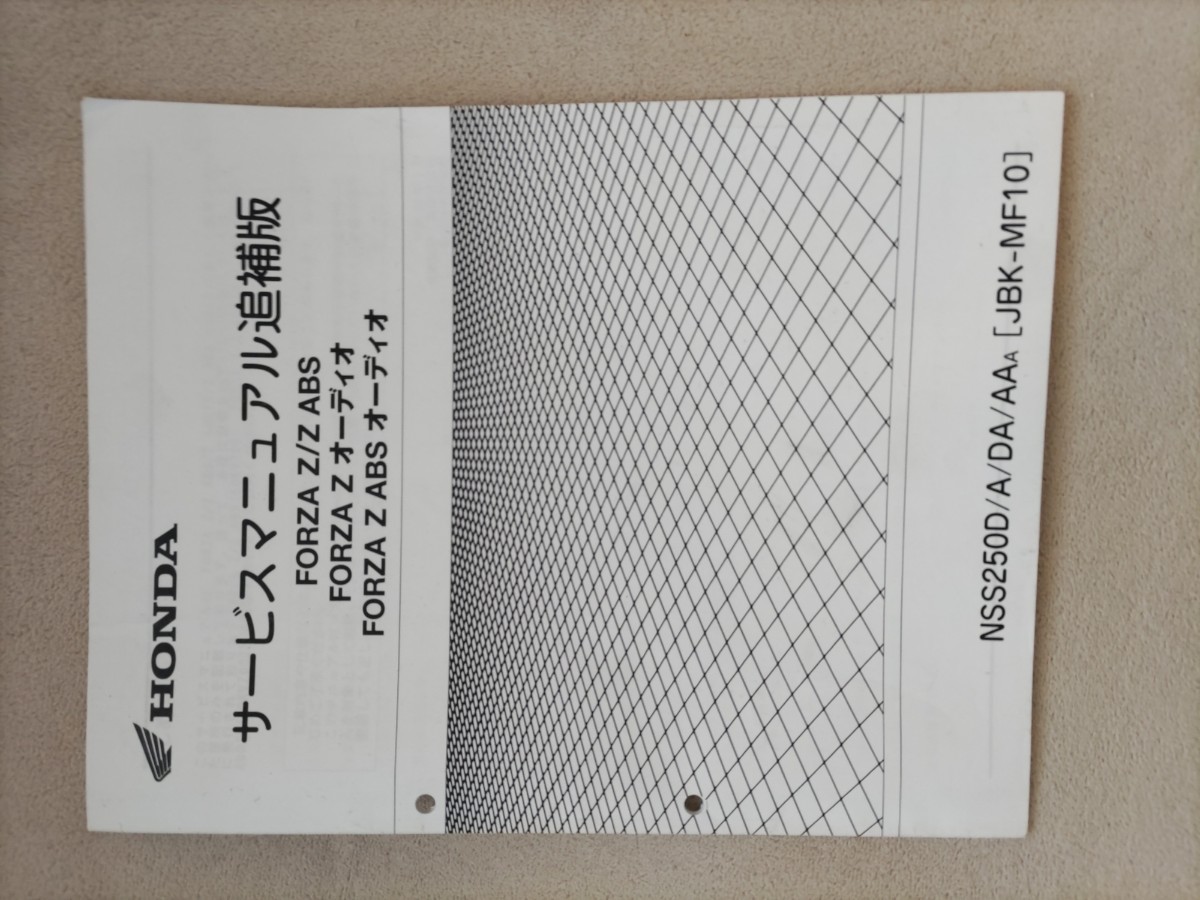 HONDA
サービスマニュアル追補版
FORZA Z/Z ABS
FORZA Z オーディオ
FORZA Z ABS オーディオ
NSS250D/A/DA/AAA [JBK-MF10]